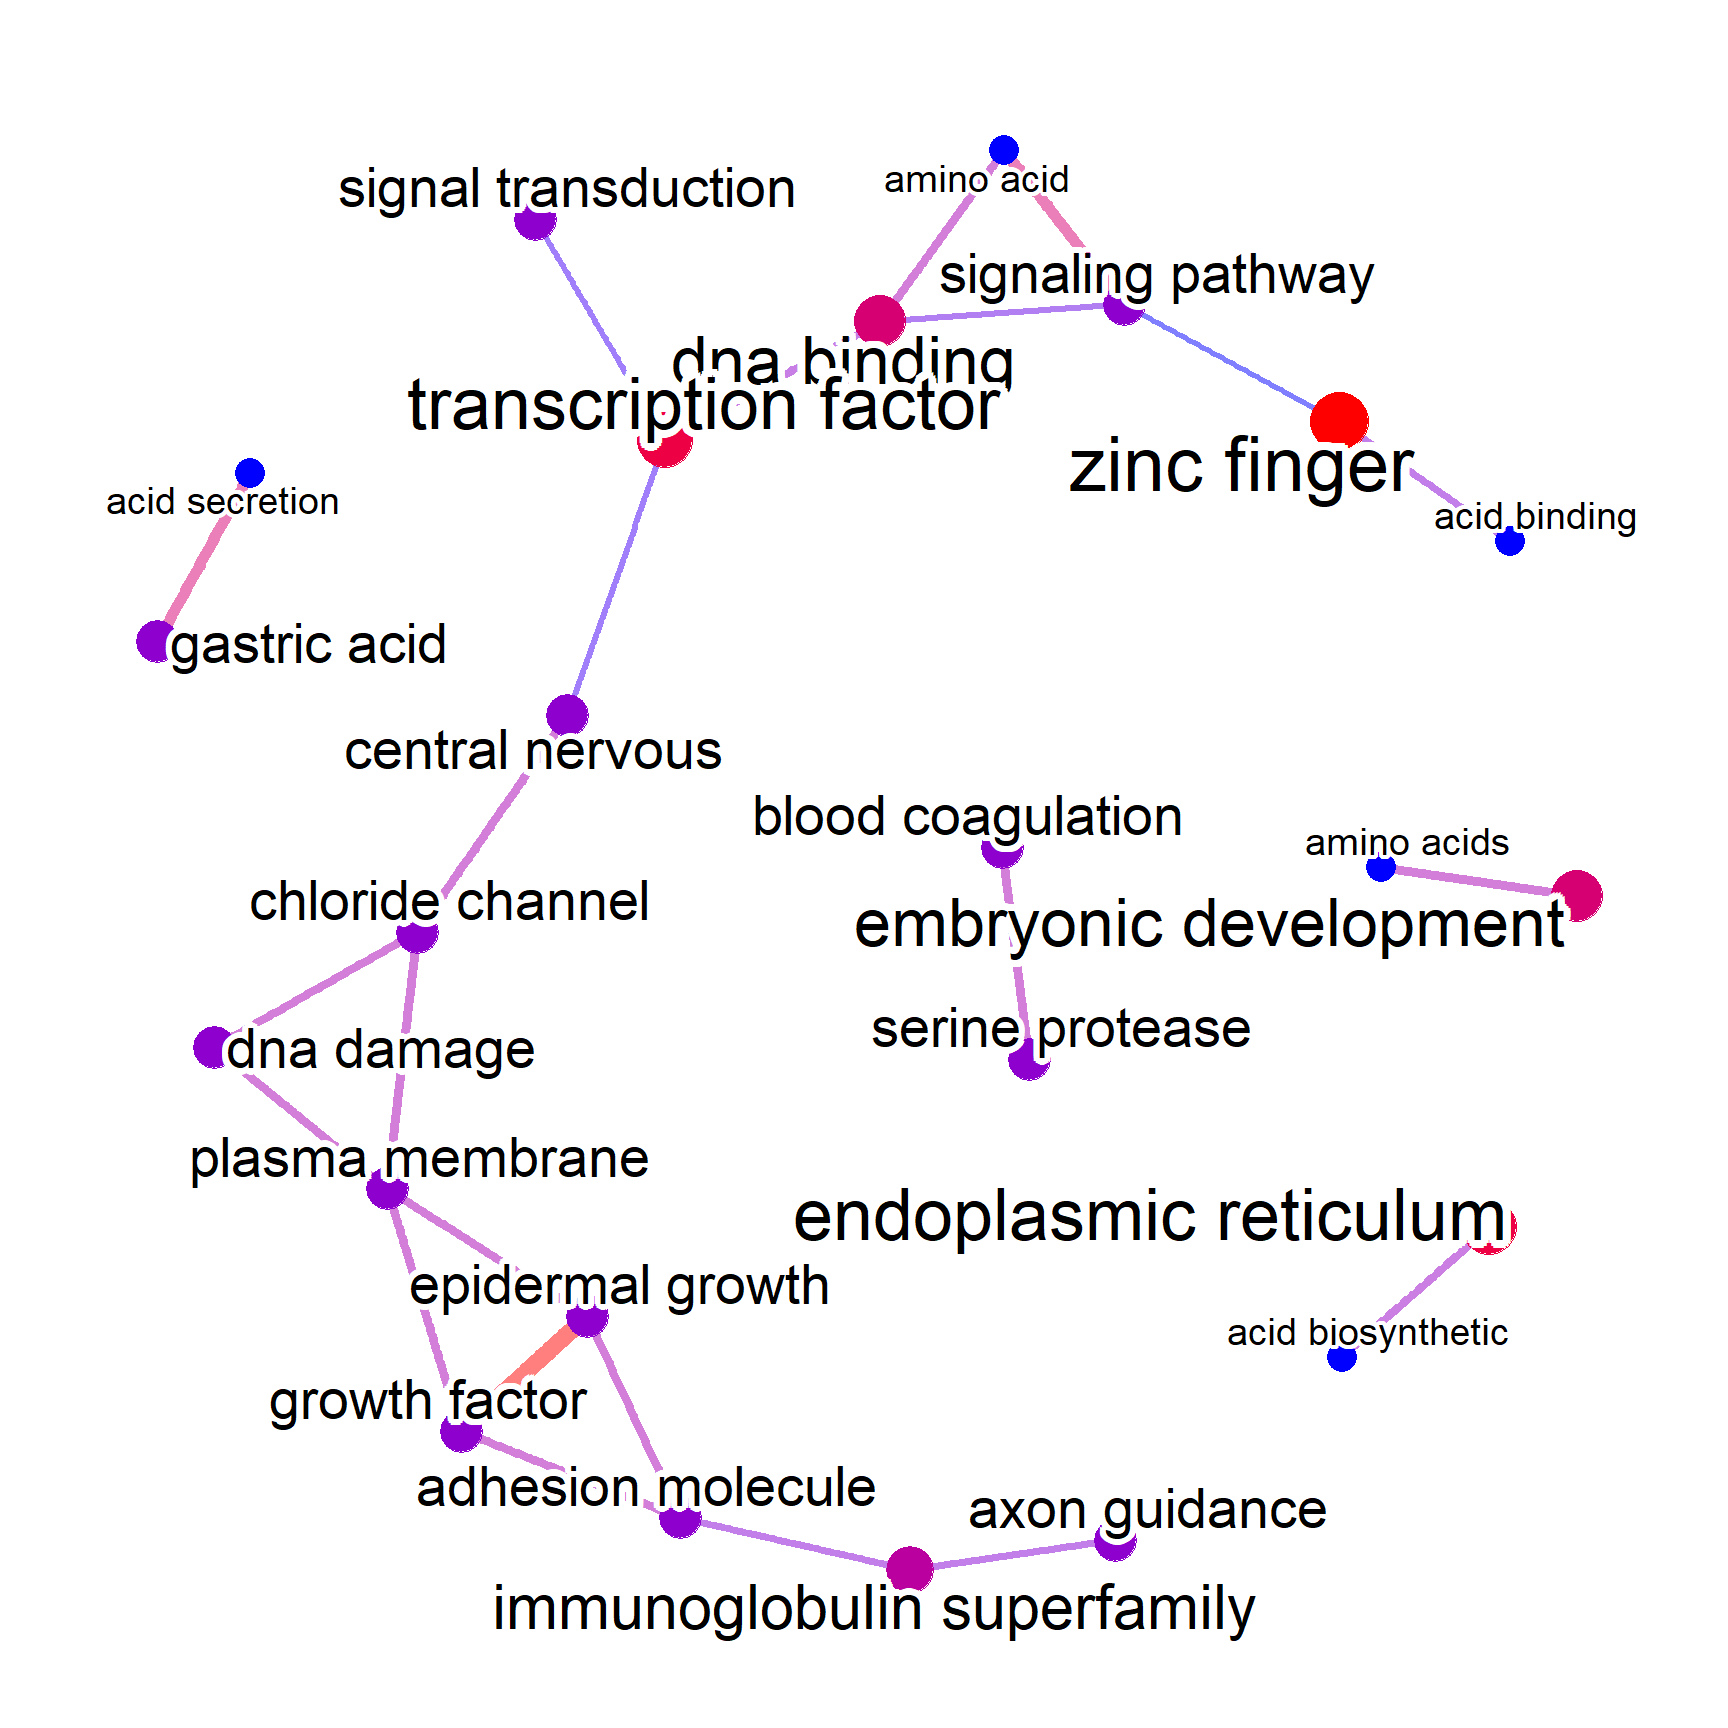 signal transduction
amino acid
signaling pathway
dna binding
transcription factor
zinc finger
acid secretion
acid binding
gastric acid
central nervous
blood coagulation
amino acids
chloride channel
embryonic development
serine protease
dna damage
plasma membrane
endoplasmic reticulum
epidermal growth
acid biosynthetic
growth factor
adhesion molecule
axon guidance
immunoglobulin superfamily